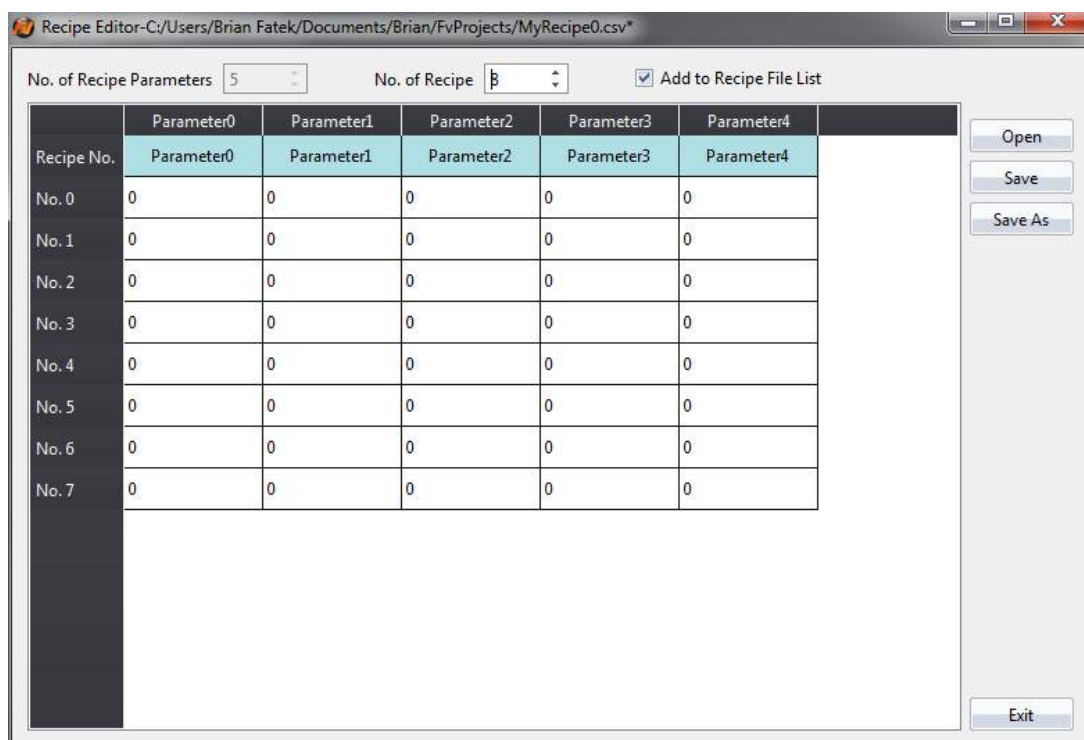 Recipe Editor-C:/Users/Brian Fatek/Documents/Brian/FvProjects/MyRecipe0.csv*
No. of Recipe Parameters 5 No. of Recipe 8 Add to Recipe File List
Parameter0 Parameter1 Parameter2 Parameter3 Parameter4
Recipe No. Parameter0 Parameter1 Parameter2 Parameter3 Parameter4
No. 0 0 0 0 0 0
No. 1 0 0 0 0 0
No. 2 0 0 0 0 0
No. 3 0 0 0 0 0
No. 4 0 0 0 0 0
No. 5 0 0 0 0 0
No. 6 0 0 0 0 0
No. 7 0 0 0 0 0
Open
Save
Save As
Exit